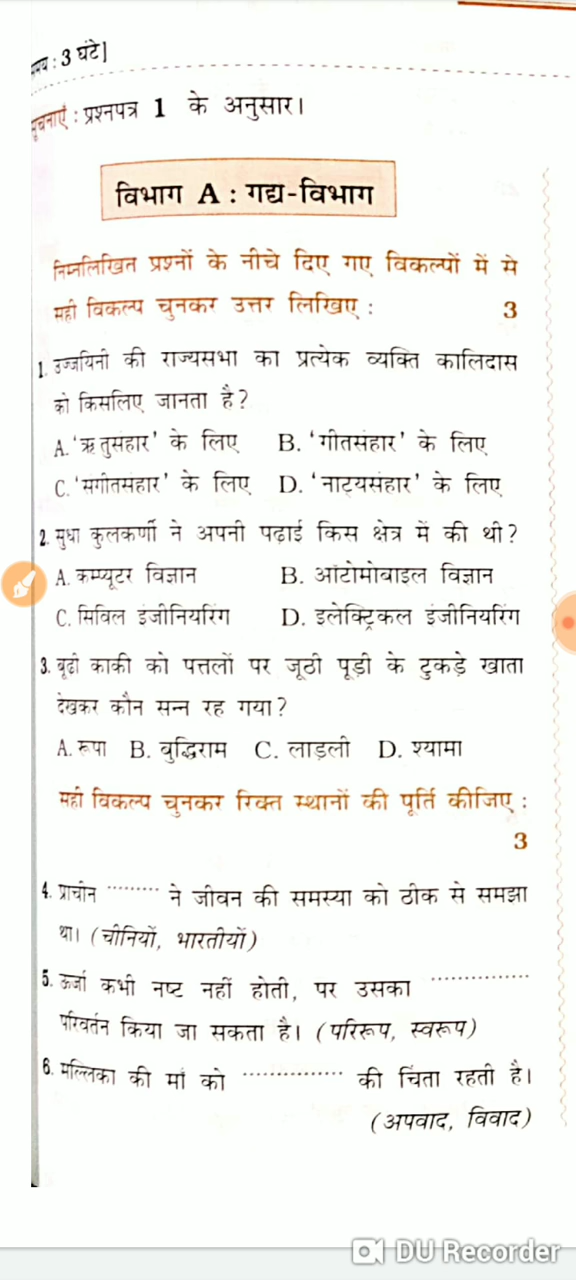 समय : 3 घंटे]
सूचनाएँ : प्रश्नपत्र 1 के अनुसार।
विभाग A : गद्य-विभाग
निम्नलिखित प्रश्नों के नीचे दिए गए विकल्पों में से
सही विकल्प चुनकर उत्तर लिखिए : 3
1. उज्जयिनी की राज्यसभा का प्रत्येक व्यक्ति कालिदास
को किसलिए जानता है?
A. 'ऋतुसंहार' के लिए B. 'गीतसंहार' के लिए
C. 'संगीतसंहार' के लिए D. 'नाट्यसंहार' के लिए
2. सुधा कुलकर्णी ने अपनी पढ़ाई किस क्षेत्र में की थी?
A. कम्प्यूटर विज्ञान B. ऑटोमोबाइल विज्ञान
C. सिविल इंजीनियरिंग D. इलेक्ट्रिकल इंजीनियरिंग
3. बूढ़ी काकी को पत्तलों पर जूठी पूड़ी के टुकड़े खाता
देखकर कौन सन्न रह गया?
A. रूपा B. बुद्धिराम C. लाड़ली D. श्यामा
सही विकल्प चुनकर रिक्त स्थानों की पूर्ति कीजिए :
3
4. प्राचीन ......... ने जीवन की समस्या को ठीक से समझा
था। (चीनियों, भारतीयों)
5. ऊर्जा कभी नष्ट नहीं होती, पर उसका ..............
परिवर्तन किया जा सकता है। (परिरूप, स्वरूप)
6. मल्लिका की माँ को .............. की चिंता रहती है।
(अपवाद, विवाद)
DU Recorder